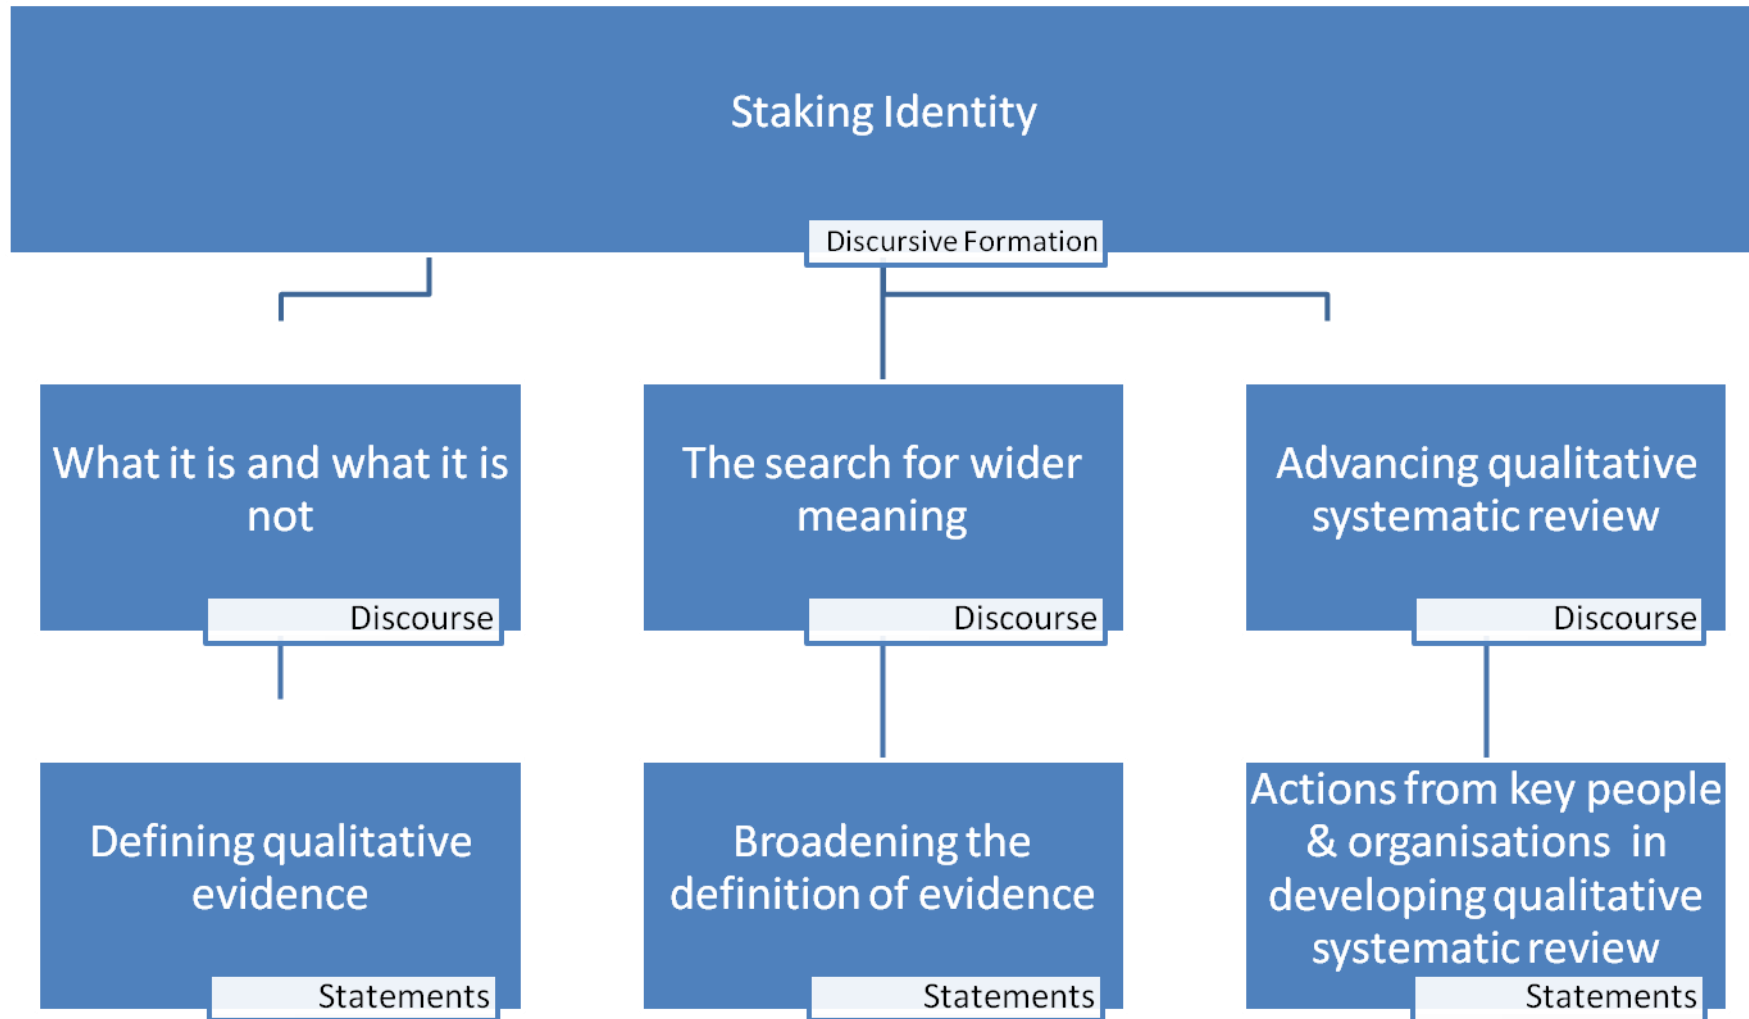 Staking Identity
Discursive Formation
What it is and what it is
not
Discourse
The search for wider
meaning
Discourse
Advancing qualitative
systematic review
Discourse
Defining qualitative
evidence
Statements
Broadening the
definition of evidence
Statements
Actions from key people
& organisations in
developing qualitative
systematic review
Statements